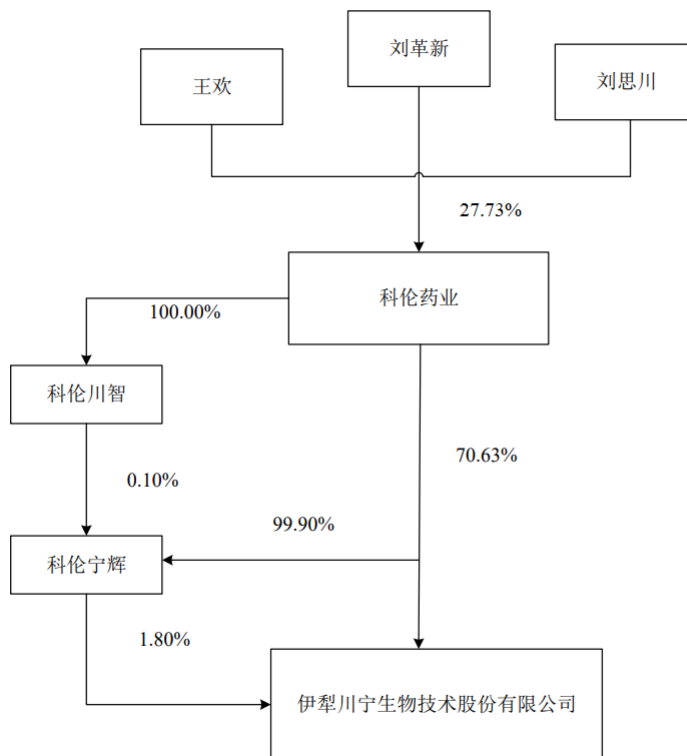 刘革新
王欢
刘思川
27.73%
科伦药业
100.00%
科伦川智
70.63%
0.10%
99.90%
科伦宁辉
1.80%
伊犁川宁生物技术股份有限公司